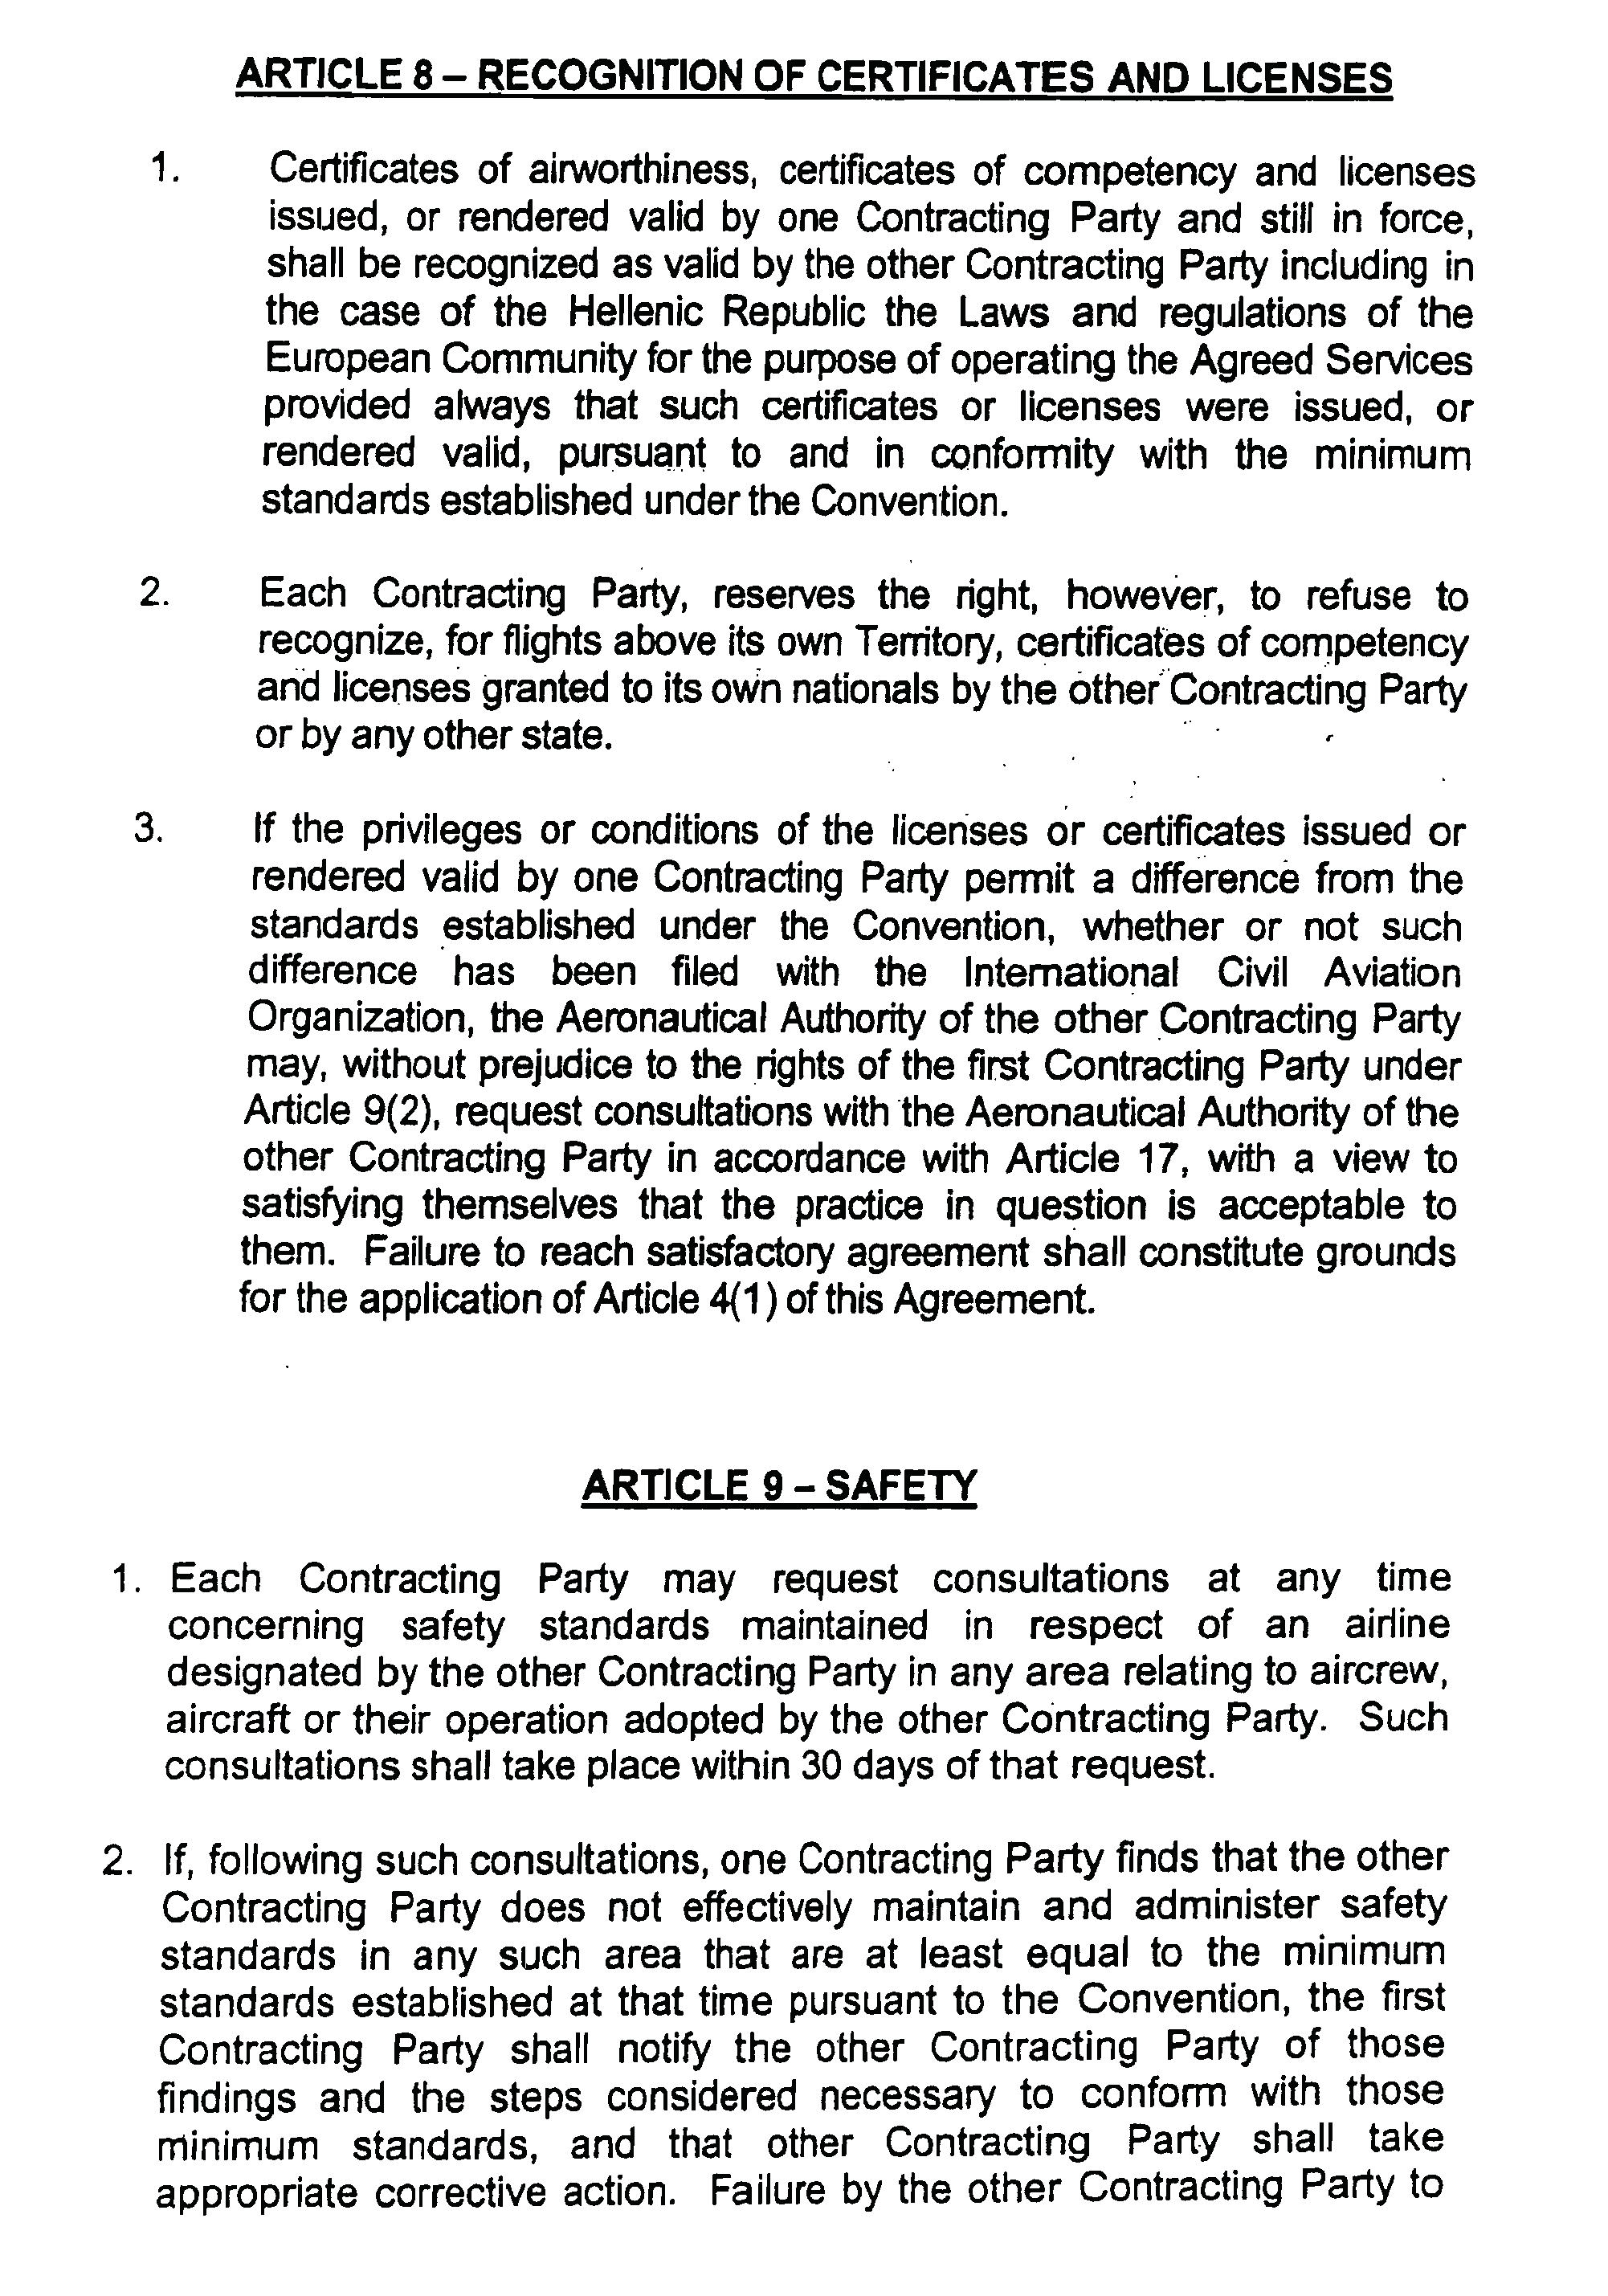 ARTICLE 8 – RECOGNITION OF CERTIFICATES AND LICENSES
1. Certificates of airworthiness, certificates of competency and licenses
issued, or rendered valid by one Contracting Party and still in force,
shall be recognized as valid by the other Contracting Party including in
the case of the Hellenic Republic the Laws and regulations of the
European Community for the purpose of operating the Agreed Services
provided always that such certificates or licenses were issued, or
rendered valid, pursuant to and in conformity with the minimum
standards established under the Convention.
2. Each Contracting Party, reserves the right, however, to refuse to
recognize, for flights above its own Territory, certificates of competency
and licenses granted to its own nationals by the other Contracting Party
or by any other state.
3. If the privileges or conditions of the licenses or certificates issued or
rendered valid by one Contracting Party permit a difference from the
standards established under the Convention, whether or not such
difference has been filed with the International Civil Aviation
Organization, the Aeronautical Authority of the other Contracting Party
may, without prejudice to the rights of the first Contracting Party under
Article 9(2), request consultations with the Aeronautical Authority of the
other Contracting Party in accordance with Article 17, with a view to
satisfying themselves that the practice in question is acceptable to
them. Failure to reach satisfactory agreement shall constitute grounds
for the application of Article 4(1) of this Agreement.
ARTICLE 9 – SAFETY
1. Each Contracting Party may request consultations at any time
concerning safety standards maintained in respect of an airline
designated by the other Contracting Party in any area relating to aircrew,
aircraft or their operation adopted by the other Contracting Party. Such
consultations shall take place within 30 days of that request.
2. If, following such consultations, one Contracting Party finds that the other
Contracting Party does not effectively maintain and administer safety
standards in any such area that are at least equal to the minimum
standards established at that time pursuant to the Convention, the first
Contracting Party shall notify the other Contracting Party of those
findings and the steps considered necessary to conform with those
minimum standards, and that other Contracting Party shall take
appropriate corrective action. Failure by the other Contracting Party to